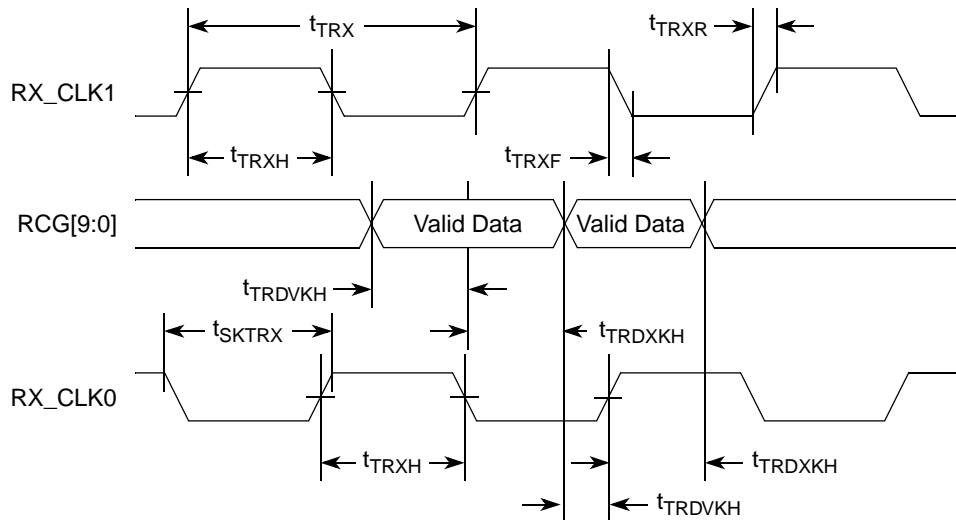 tTRX
tTRXR
RX_CLK1
tTRXH
tTRXF
RCG[9:0]
Valid Data
Valid Data
tTRDVKH
tSKTRX
tTRDXKH
RX_CLK0
tTRXH
tTRDXKH
tTRDVKH